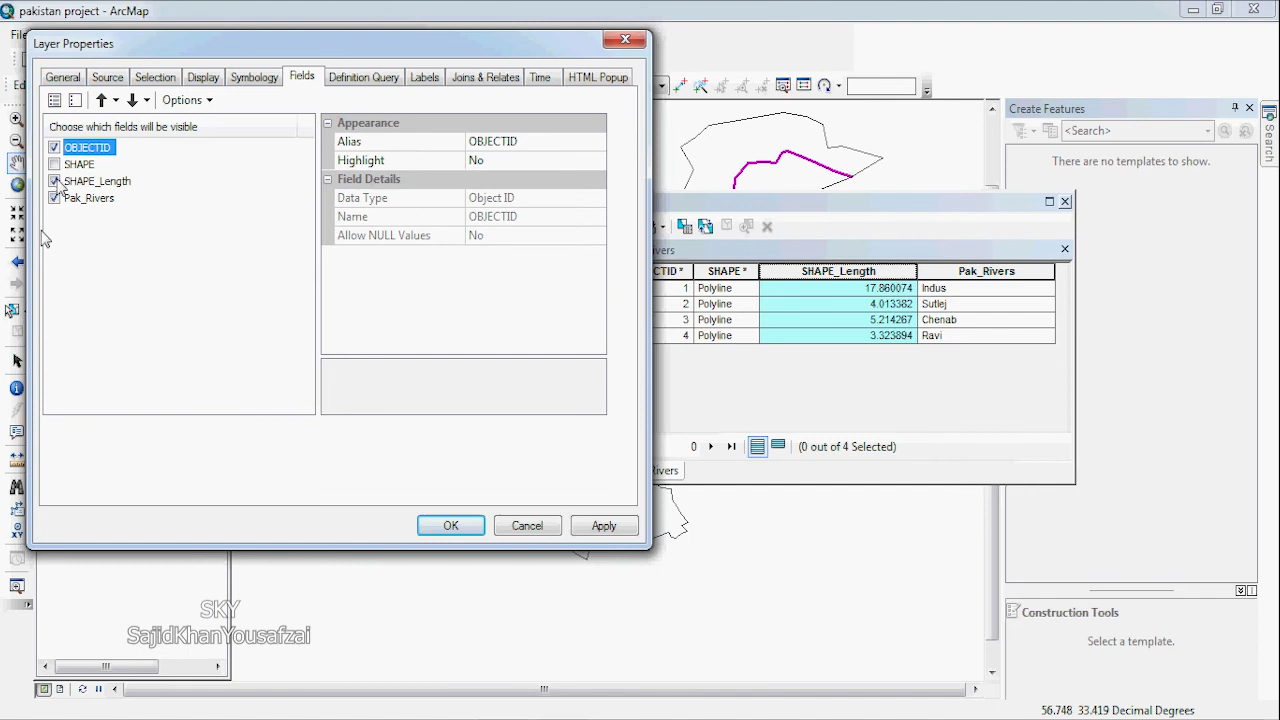 pakistan project - ArcMap
Layer Properties
General Source Selection Display Symbology Fields Definition Query Labels Joins & Relates Time HTML Popup
Options
Choose which fields will be visible
OBJECTID
SHAPE
SHAPE_Length
Pak_Rivers
Appearance
Alias OBJECTID
Highlight No
Field Details
Data Type Object ID
Name OBJECTID
Allow NULL Values No
OK Cancel Apply
Create Features
<Search>
There are no templates to show.
Search
SHAPE * SHAPE_Length Pak_Rivers
1 Polyline 17.860074 Indus
2 Polyline 4.013382 Sutlej
3 Polyline 5.214267 Chenab
4 Polyline 3.323894 Ravi
0 (0 out of 4 Selected)
Construction Tools
Select a template.
SKY
SajidKhanYousafzai
56.748 33.419 Decimal Degrees